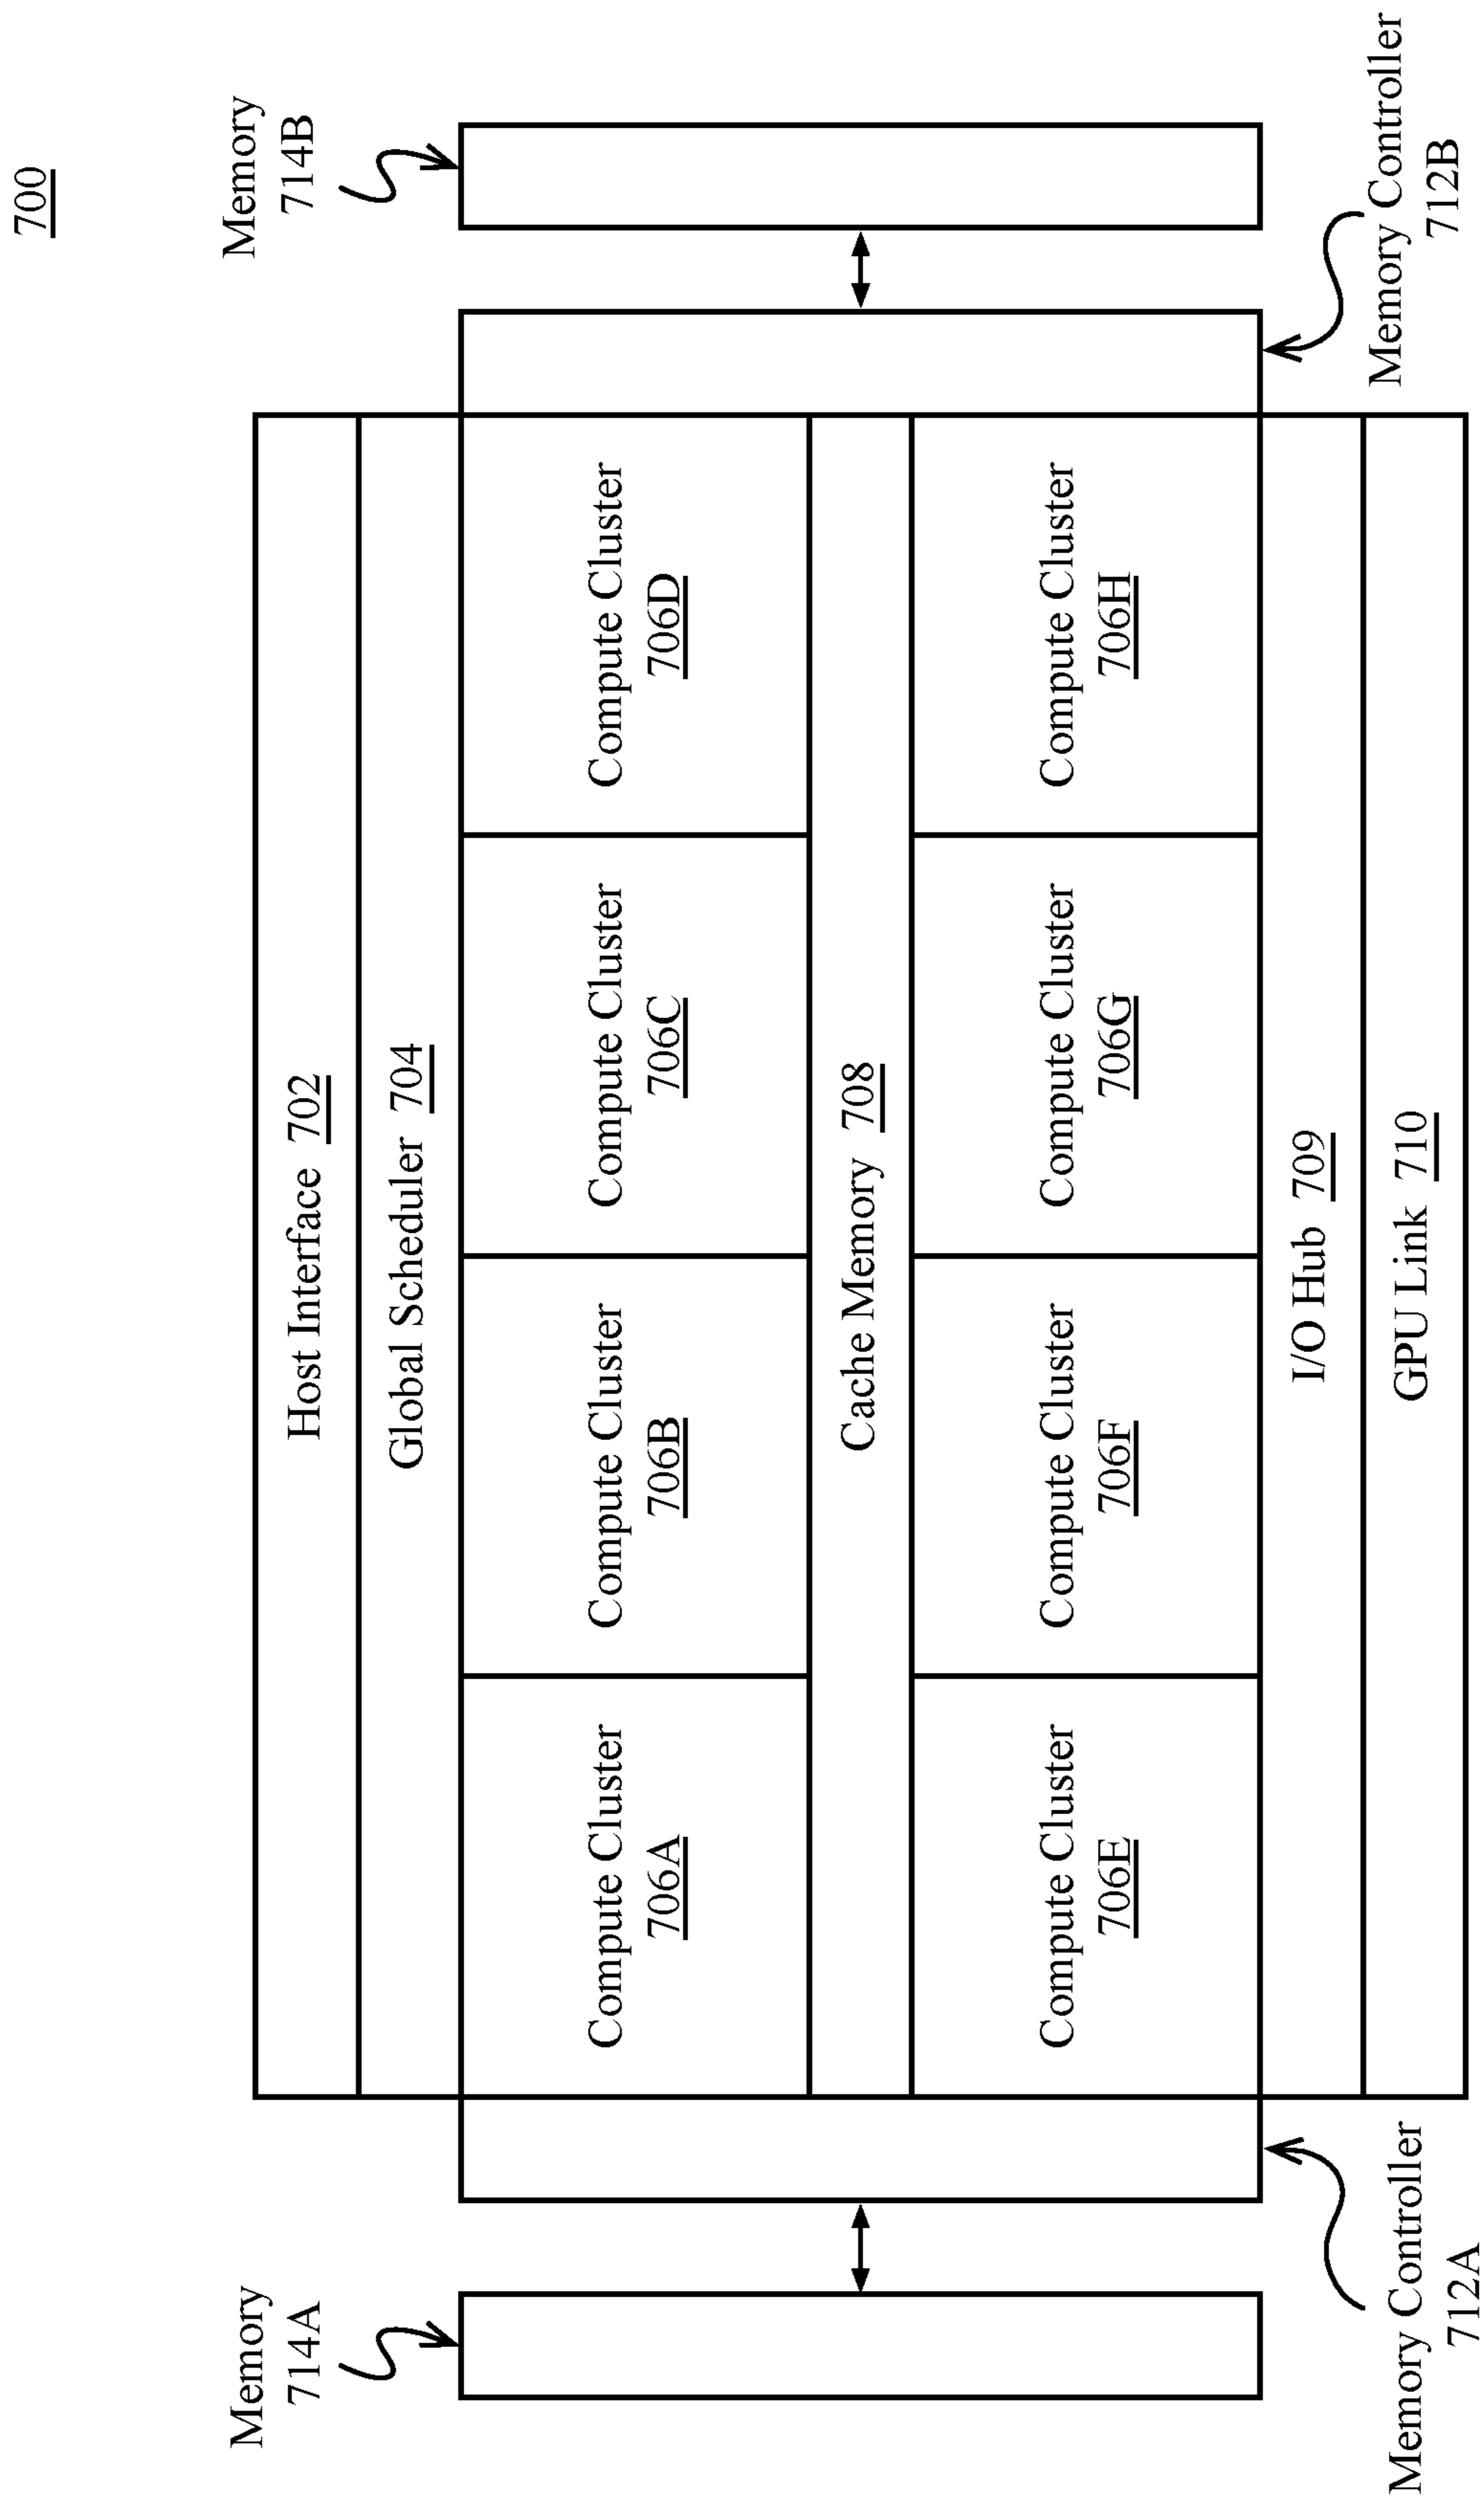 700
Host Interface 702
Global Scheduler 704
Memory
714A
Memory
714B
Compute Cluster
706A
Compute Cluster
706B
Compute Cluster
706C
Compute Cluster
706D
Cache Memory 708
Compute Cluster
706E
Compute Cluster
706F
Compute Cluster
706G
Compute Cluster
706H
I/O Hub 709
GPU Link 710
Memory Controller
712A
Memory Controller
712B